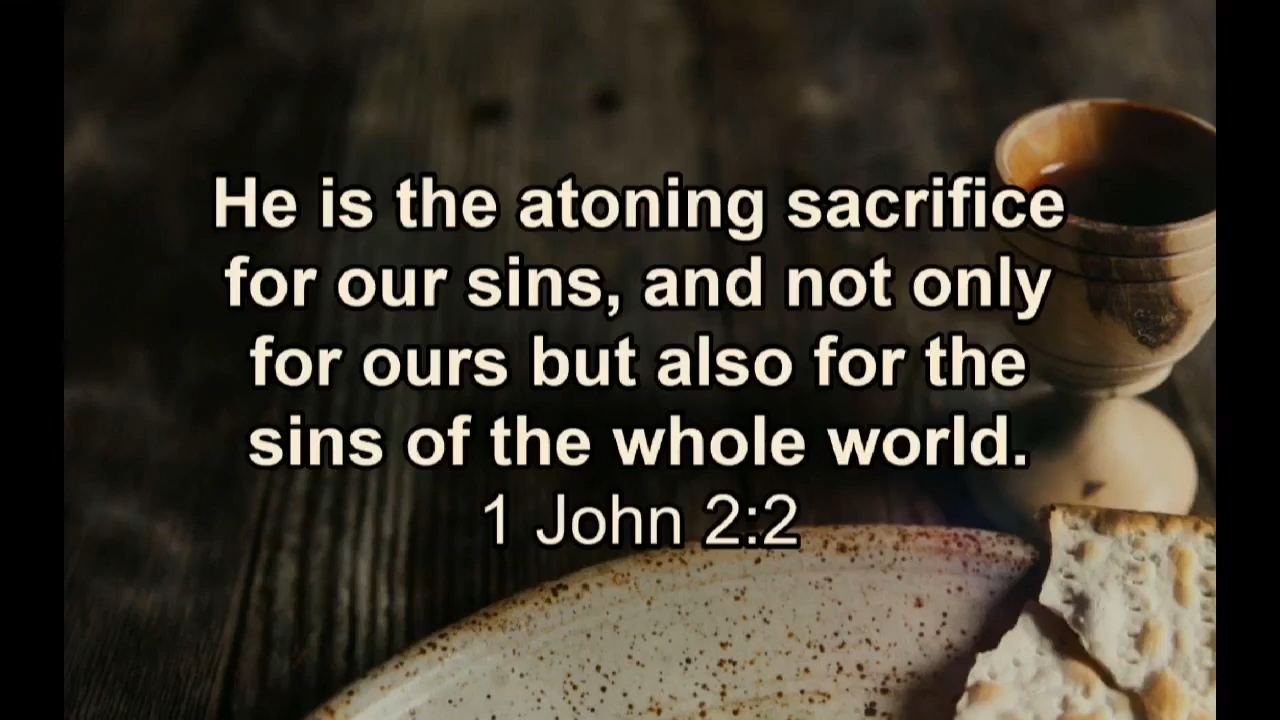 He is the atoning sacrifice
for our sins, and not only
for ours but also for the
sins of the whole world.
1 John 2:2